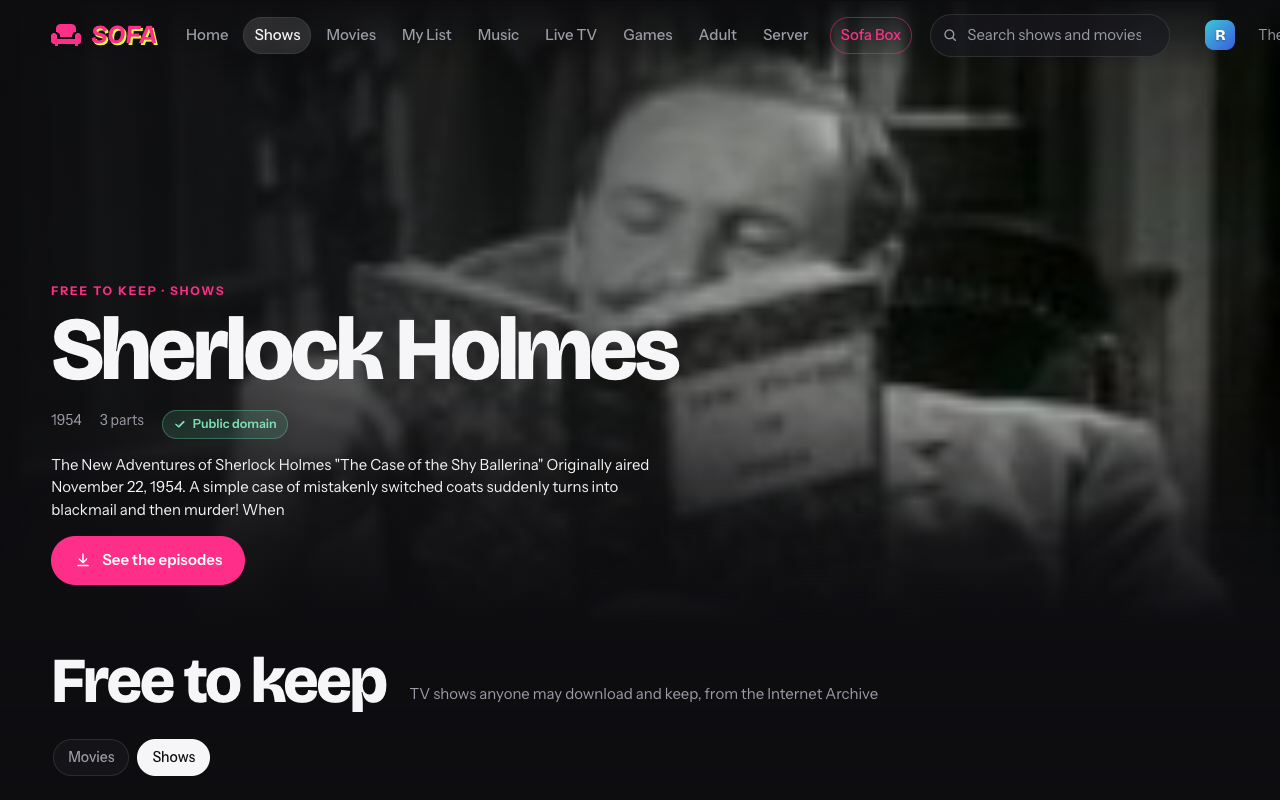 SOFA
Home
Shows
Movies
My List
Music
Live TV
Games
Adult
Server
Sofa Box
Search shows and movies
R
FREE TO KEEP · SHOWS
Sherlock Holmes
1954
3 parts
Public domain
The New Adventures of Sherlock Holmes "The Case of the Shy Ballerina" Originally aired
November 22, 1954. A simple case of mistakenly switched coats suddenly turns into
blackmail and then murder! When
See the episodes
Free to keep
TV shows anyone may download and keep, from the Internet Archive
Movies
Shows